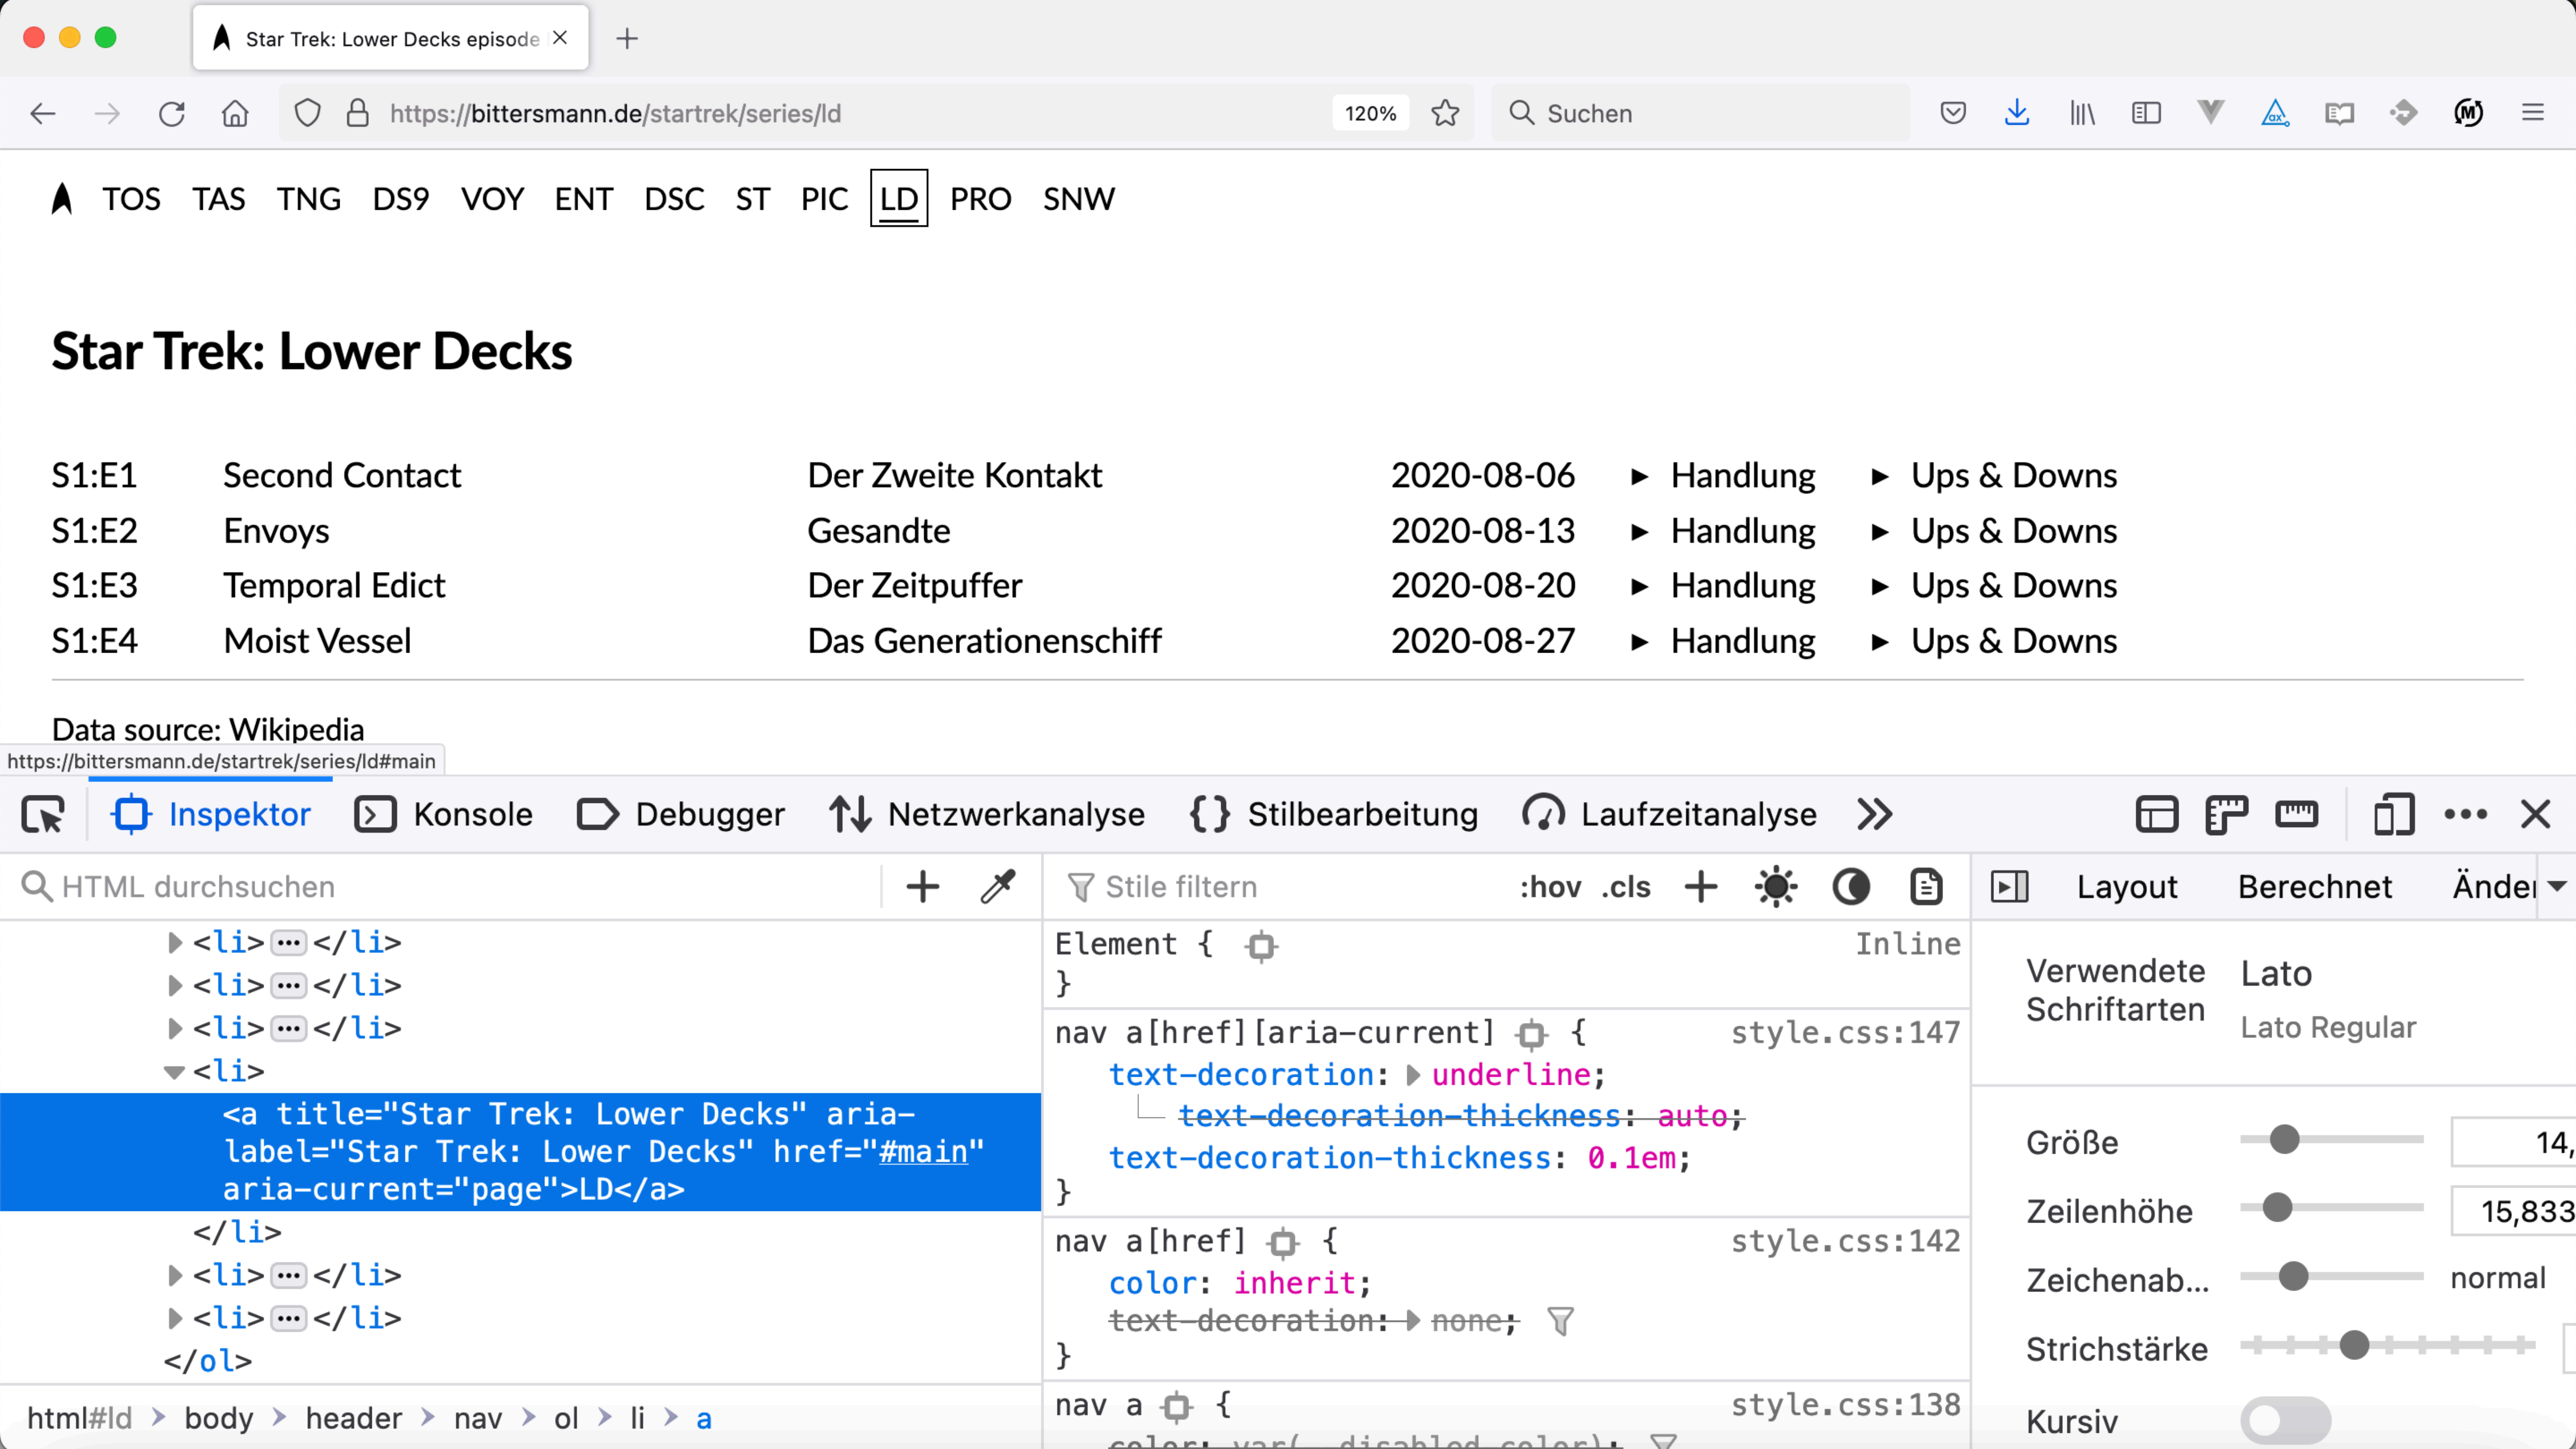 Star Trek: Lower Decks episode
https://bittersmann.de/startrek/series/ld
120%
Suchen
TOS TAS TNG DS9 VOY ENT DSC ST PIC LD PRO SNW
Star Trek: Lower Decks
S1:E1 Second Contact Der Zweite Kontakt 2020-08-06 ► Handlung ► Ups & Downs
S1:E2 Envoys Gesandte 2020-08-13 ► Handlung ► Ups & Downs
S1:E3 Temporal Edict Der Zeitpuffer 2020-08-20 ► Handlung ► Ups & Downs
S1:E4 Moist Vessel Das Generationenschiff 2020-08-27 ► Handlung ► Ups & Downs
Data source: Wikipedia
https://bittersmann.de/startrek/series/ld#main
Inspektor Konsole Debugger Netzwerkanalyse Stilbearbeitung Laufzeitanalyse
HTML durchsuchen
<li>···</li>
<li>···</li>
<li>···</li>
<li>
<a title="Star Trek: Lower Decks" aria-
label="Star Trek: Lower Decks" href="#main"
aria-current="page">LD</a>
</li>
<li>···</li>
<li>···</li>
</ol>
html#ld > body > header > nav > ol > li > a
Stile filtern :hov .cls
Element { Inline
}
nav a[href][aria-current] { style.css:147
text-decoration: underline;
text-decoration-thickness: auto;
text-decoration-thickness: 0.1em;
}
nav a[href] { style.css:142
color: inherit;
text-decoration: none;
}
nav a { style.css:138
color: var(--disabled-color);
Layout Berechnet Änder
Verwendete Schriftarten
Lato
Lato Regular
Größe 14,
Zeilenhöhe 15,833
Zeichenab... normal
Strichstärke
Kursiv